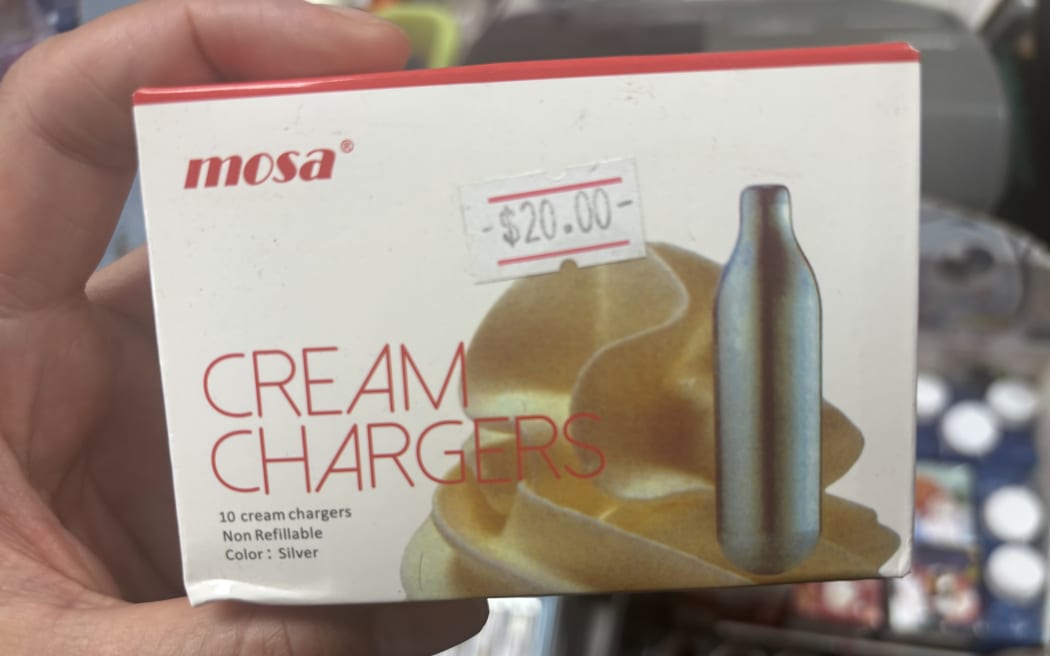 mosa®
-$20.00-
CREAM
CHARGERS
10 cream chargers
Non Refillable
Color: Silver